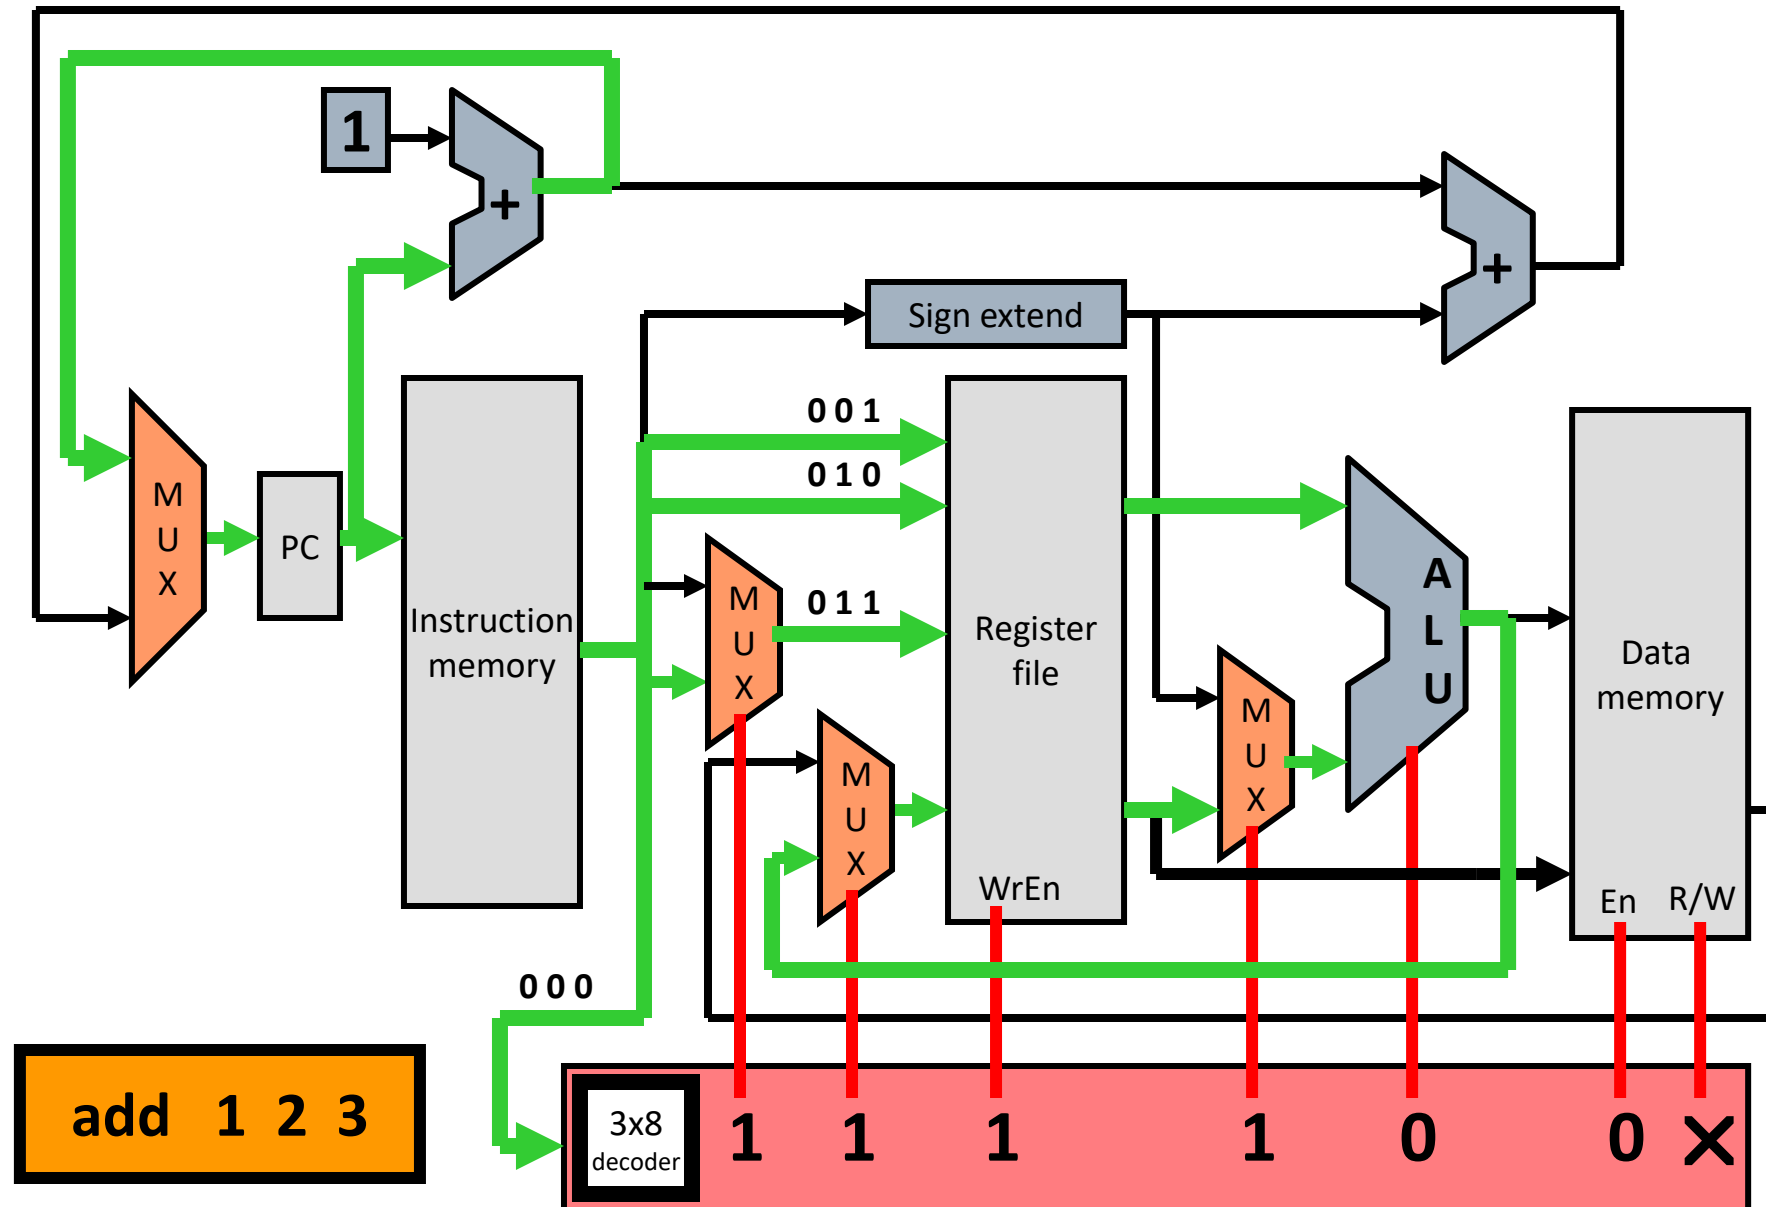 1
+
+
Sign extend
0 0 1
0 1 0
0 1 1
M
U
X
PC
Instruction
memory
M
U
X
M
U
X
Register
file
WrEn
M
U
X
A
L
U
Data
memory
En R/W
0 0 0
add 1 2 3
3x8
decoder
1 1 1 1 0 0 X